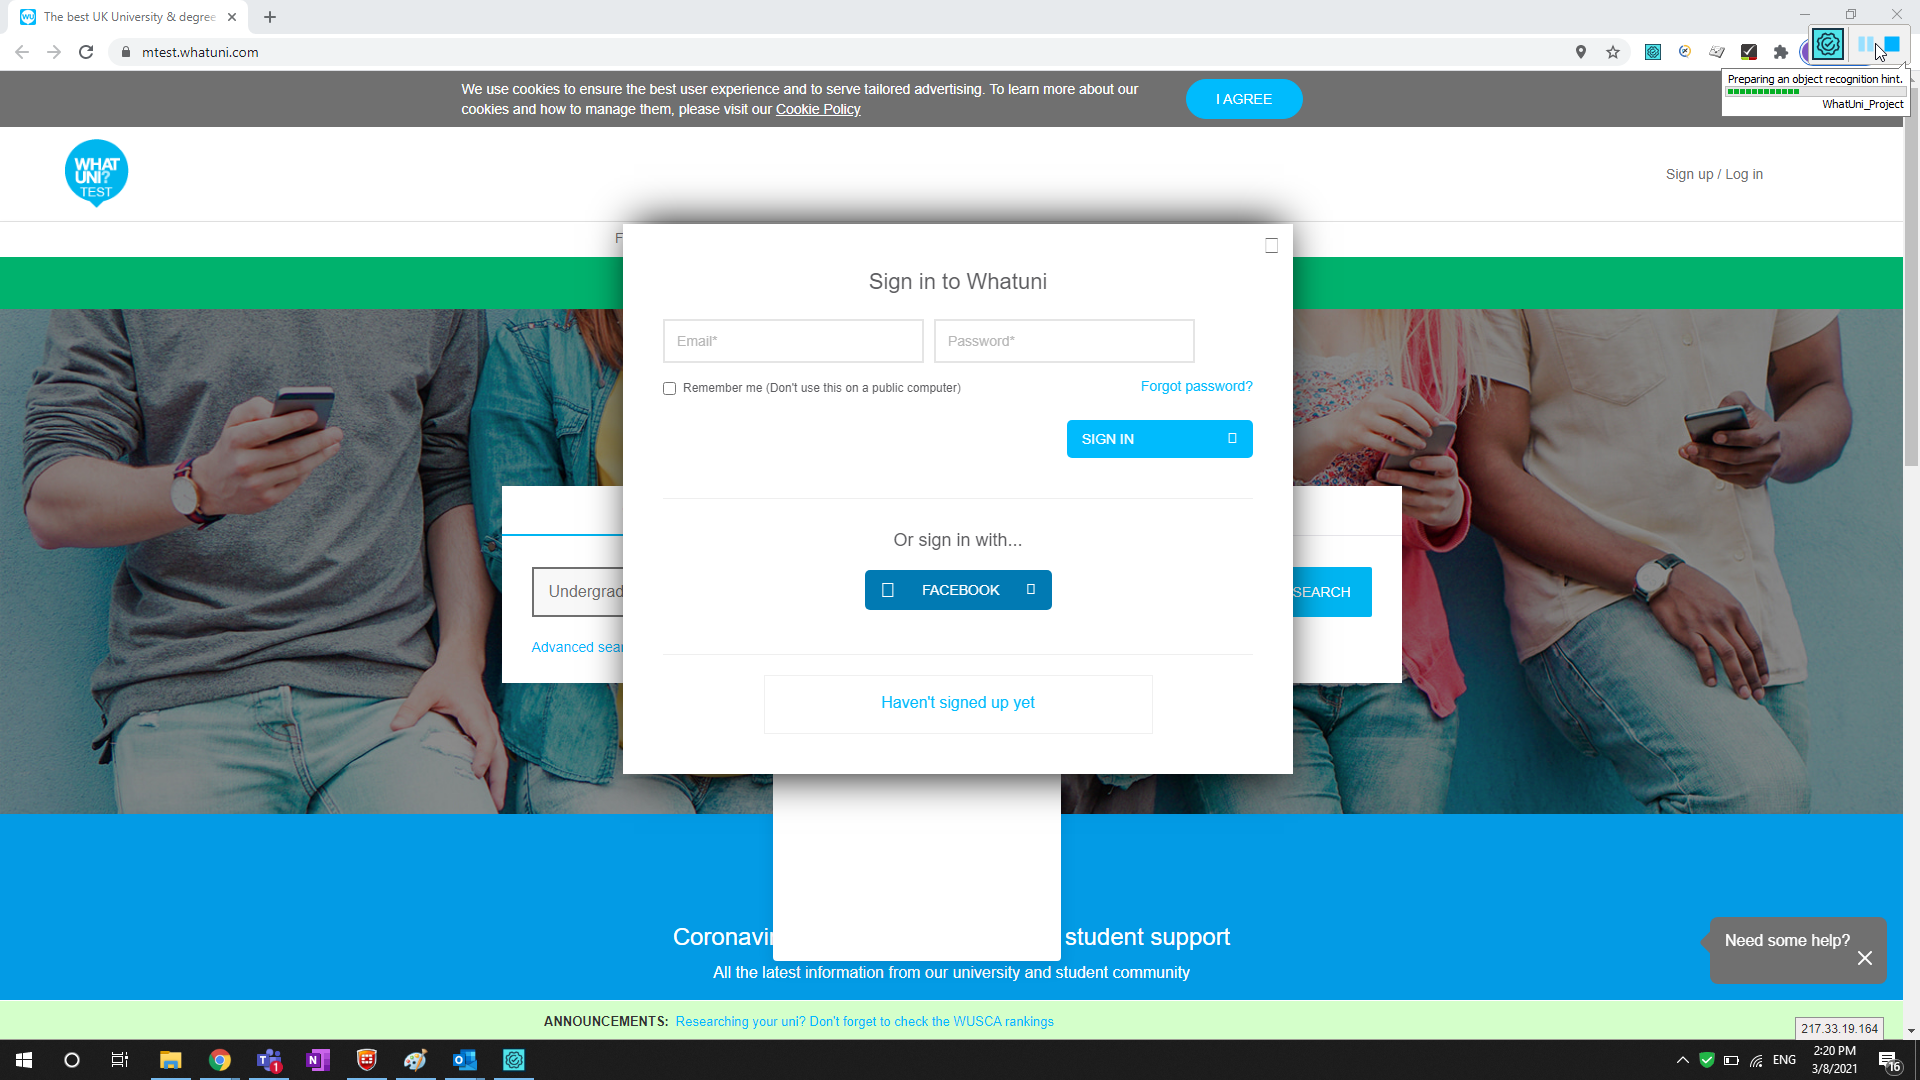 The best UK University & degree
mtest.whatuni.com
Preparing an object recognition hint.
WhatUni_Project
We use cookies to ensure the best user experience and to serve tailored advertising. To learn more about our
cookies and how to manage them, please visit our Cookie Policy
I AGREE
WHAT
UNI?
TEST
Sign up / Log in
F
Sign in to Whatuni
Email*
Password*
Remember me (Don't use this on a public computer)
Forgot password?
SIGN IN
Or sign in with...
FACEBOOK
Undergrad
SEARCH
Advanced sear
Haven't signed up yet
Coronavir student support
All the latest information from our university and student community
Need some help?
ANNOUNCEMENTS: Researching your uni? Don't forget to check the WUSCA rankings
217.33.19.164
ENG
2:20 PM
3/8/2021
16
1